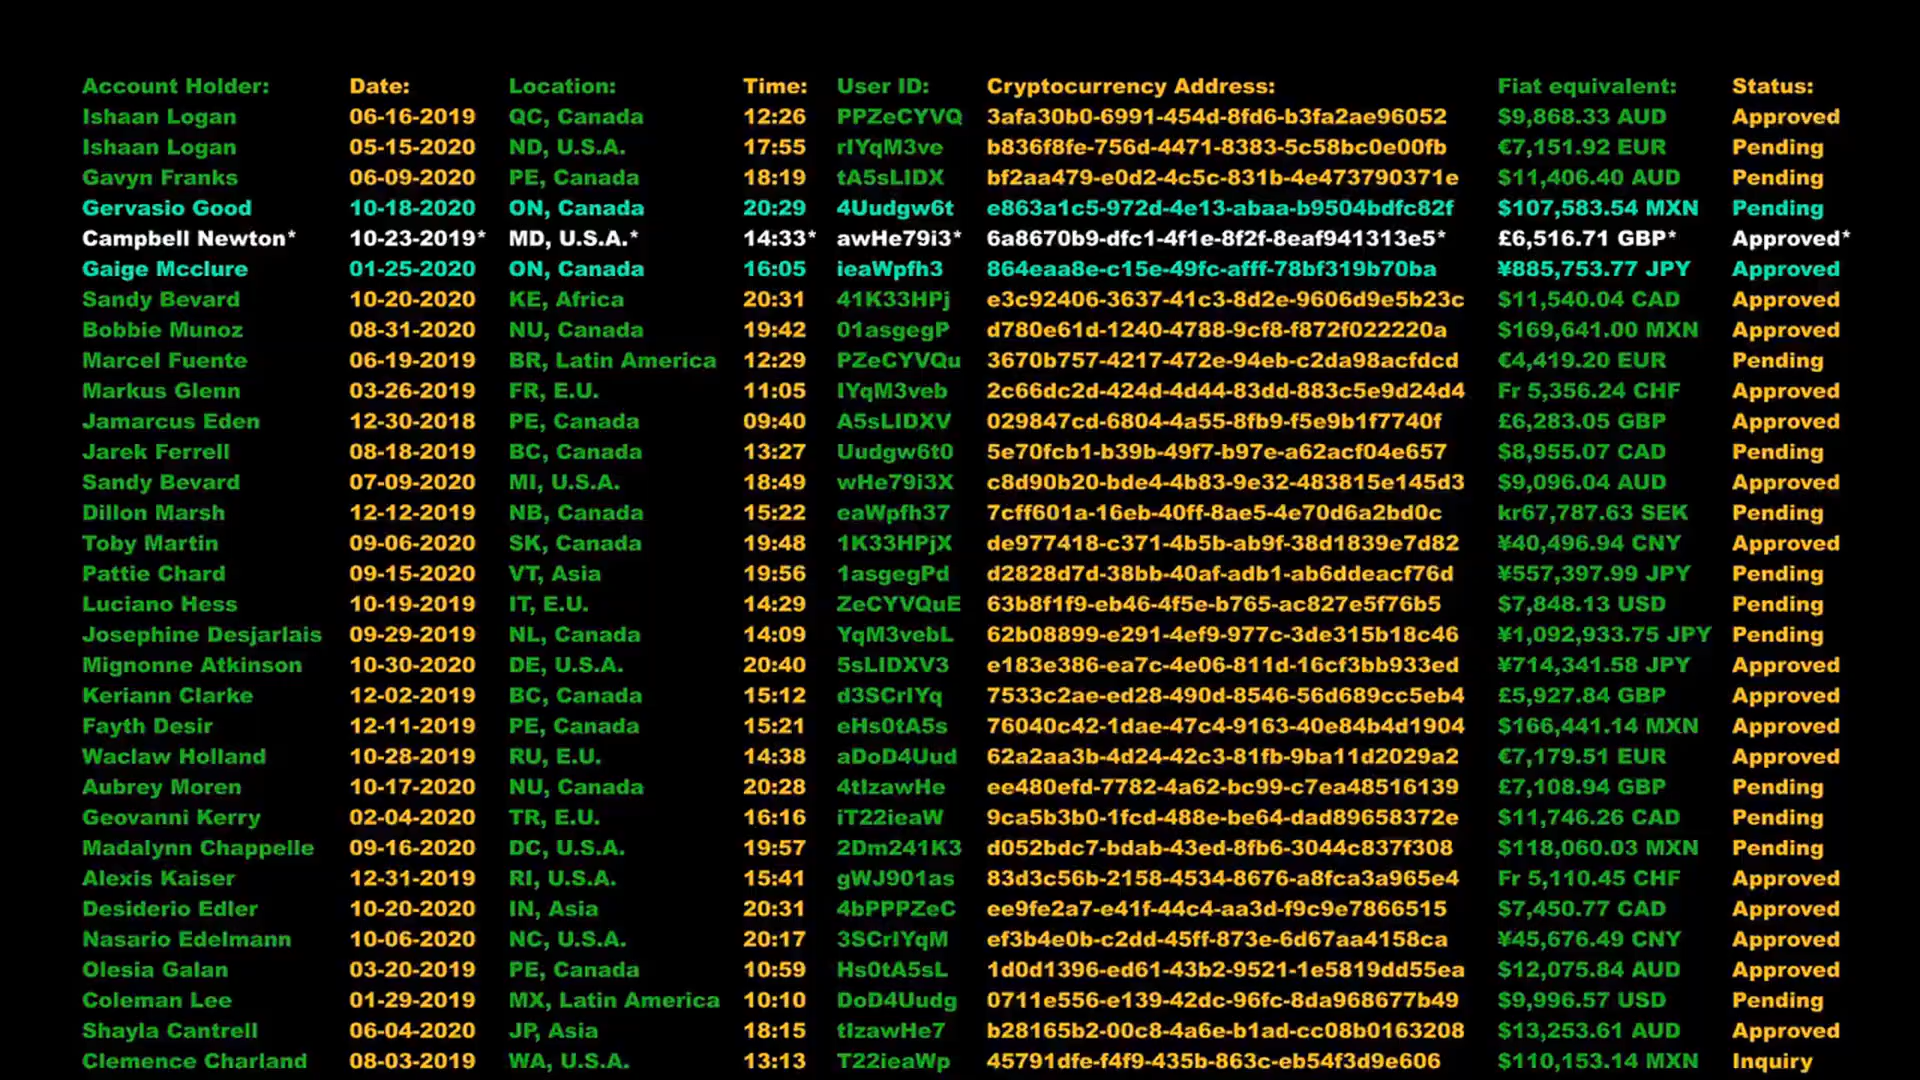 Account Holder: Date: Location: Time: User ID: Cryptocurrency Address: Fiat equivalent: Status:
Ishaan Logan 06-16-2019 QC, Canada 12:26 PPZeCYVQ 3afa30b0-6991-454d-8fd6-b3fa2ae96052 $9,868.33 AUD Approved
Ishaan Logan 05-15-2020 ND, U.S.A. 17:55 rIYqM3ve b836f8fe-756d-4471-8383-5c58bc0e00fb €7,151.92 EUR Pending
Gavyn Franks 06-09-2020 PE, Canada 18:19 tA5sLIDX bf2aa479-e0d2-4c5c-831b-4e473790371e $11,406.40 AUD Pending
Gervasio Good 10-18-2020 ON, Canada 20:29 4Uudgw6t e863a1c5-972d-4e13-abaa-b9504bdfc82f $107,583.54 MXN Pending
Campbell Newton* 10-23-2019* MD, U.S.A.* 14:33* awHe79i3* 6a8670b9-dfc1-4f1e-8f2f-8eaf941313e5* £6,516.71 GBP* Approved*
Gaige Mcclure 01-25-2020 ON, Canada 16:05 ieaWpfh3 864eaa8e-c15e-49fc-afff-78bf319b70ba ¥885,753.77 JPY Approved
Sandy Bevard 10-20-2020 KE, Africa 20:31 41K33HPj e3c92406-3637-41c3-8d2e-9606d9e5b23c $11,540.04 CAD Approved
Bobbie Munoz 08-31-2020 NU, Canada 19:42 01asgegP d780e61d-1240-4788-9cf8-f872f022220a $169,641.00 MXN Approved
Marcel Fuente 06-19-2019 BR, Latin America 12:29 PZeCYVQu 3670b757-4217-472e-94eb-c2da98acfdcd €4,419.20 EUR Pending
Markus Glenn 03-26-2019 FR, E.U. 11:05 IYqM3veb 2c66dc2d-424d-4d44-83dd-883c5e9d24d4 Fr 5,356.24 CHF Approved
Jamarcus Eden 12-30-2018 PE, Canada 09:40 A5sLIDXV 029847cd-6804-4a55-8fb9-f5e9b1f7740f £6,283.05 GBP Approved
Jarek Ferrell 08-18-2019 BC, Canada 13:27 Uudgw6t0 5e70fcb1-b39b-49f7-b97e-a62acf04e657 $8,955.07 CAD Pending
Sandy Bevard 07-09-2020 MI, U.S.A. 18:49 wHe79i3X c8d90b20-bde4-4b83-9e32-483815e145d3 $9,096.04 AUD Approved
Dillon Marsh 12-12-2019 NB, Canada 15:22 eaWpfh37 7cff601a-16eb-40ff-8ae5-4e70d6a2bd0c kr67,787.63 SEK Pending
Toby Martin 09-06-2020 SK, Canada 19:48 1K33HPjX de977418-c371-4b5b-ab9f-38d1839e7d82 ¥40,496.94 CNY Approved
Pattie Chard 09-15-2020 VT, Asia 19:56 1asgegPd d2828d7d-38bb-40af-adb1-ab6ddeacf76d ¥557,397.99 JPY Pending
Luciano Hess 10-19-2019 IT, E.U. 14:29 ZeCYVQuE 63b8f1f9-eb46-4f5e-b765-ac827e5f76b5 $7,848.13 USD Pending
Josephine Desjarlais 09-29-2019 NL, Canada 14:09 YqM3vebL 62b08899-e291-4ef9-977c-3de315b18c46 ¥1,092,933.75 JPY Pending
Mignonne Atkinson 10-30-2020 DE, U.S.A. 20:40 5sLIDXV3 e183e386-ea7c-4e06-811d-16cf3bb933ed ¥714,341.58 JPY Approved
Keriann Clarke 12-02-2019 BC, Canada 15:12 d3SCrIYq 7533c2ae-ed28-490d-8546-56d689cc5eb4 £5,927.84 GBP Approved
Fayth Desir 12-11-2019 PE, Canada 15:21 eHs0tA5s 76040c42-1dae-47c4-9163-40e84b4d1904 $166,441.14 MXN Approved
Waclaw Holland 10-28-2019 RU, E.U. 14:38 aDoD4Uud 62a2aa3b-4d24-42c3-81fb-9ba11d2029a2 €7,179.51 EUR Approved
Aubrey Moren 10-17-2020 NU, Canada 20:28 4tIzawHe ee480efd-7782-4a62-bc99-c7ea48516139 £7,108.94 GBP Pending
Geovanni Kerry 02-04-2020 TR, E.U. 16:16 iT22ieaW 9ca5b3b0-1fcd-488e-be64-dad89658372e $11,746.26 CAD Pending
Madalynn Chappelle 09-16-2020 DC, U.S.A. 19:57 2Dm241K3 d052bdc7-bdab-43ed-8fb6-3044c837f308 $118,060.03 MXN Pending
Alexis Kaiser 12-31-2019 RI, U.S.A. 15:41 gWJ901as 83d3c56b-2158-4534-8676-a8fca3a965e4 Fr 5,110.45 CHF Approved
Desiderio Edler 10-20-2020 IN, Asia 20:31 4bPPPZeC ee9fe2a7-e41f-44c4-aa3d-f9c9e7866515 $7,450.77 CAD Approved
Nasario Edelmann 10-06-2020 NC, U.S.A. 20:17 3SCrIYqM ef3b4e0b-c2dd-45ff-873e-6d67aa4158ca ¥45,676.49 CNY Approved
Olesia Galan 03-20-2019 PE, Canada 10:59 Hs0tA5sL 1d0d1396-ed61-43b2-9521-1e5819dd55ea $12,075.84 AUD Approved
Coleman Lee 01-29-2019 MX, Latin America 10:10 DoD4Uudg 0711e556-e139-42dc-96fc-8da968677b49 $9,996.57 USD Pending
Shayla Cantrell 06-04-2020 JP, Asia 18:15 tIzawHe7 b28165b2-00c8-4a6e-b1ad-cc08b0163208 $13,253.61 AUD Approved
Clemence Charland 08-03-2019 WA, U.S.A. 13:13 T22ieaWp 45791dfe-f4f9-435b-863c-eb54f3d9e606 $110,153.14 MXN Inquiry